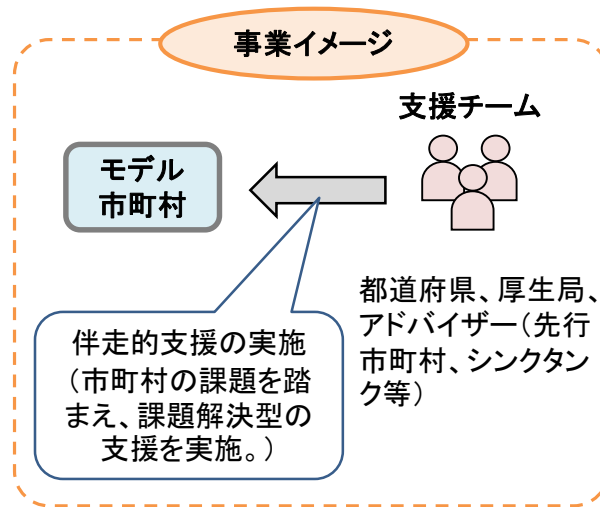 事業イメージ
支援チーム
モデル
市町村
都道府県、厚生局、
アドバイザー（先行
市町村、シンクタン
ク等）
伴走的支援の実施
（市町村の課題を踏
まえ、課題解決型の
支援を実施。）